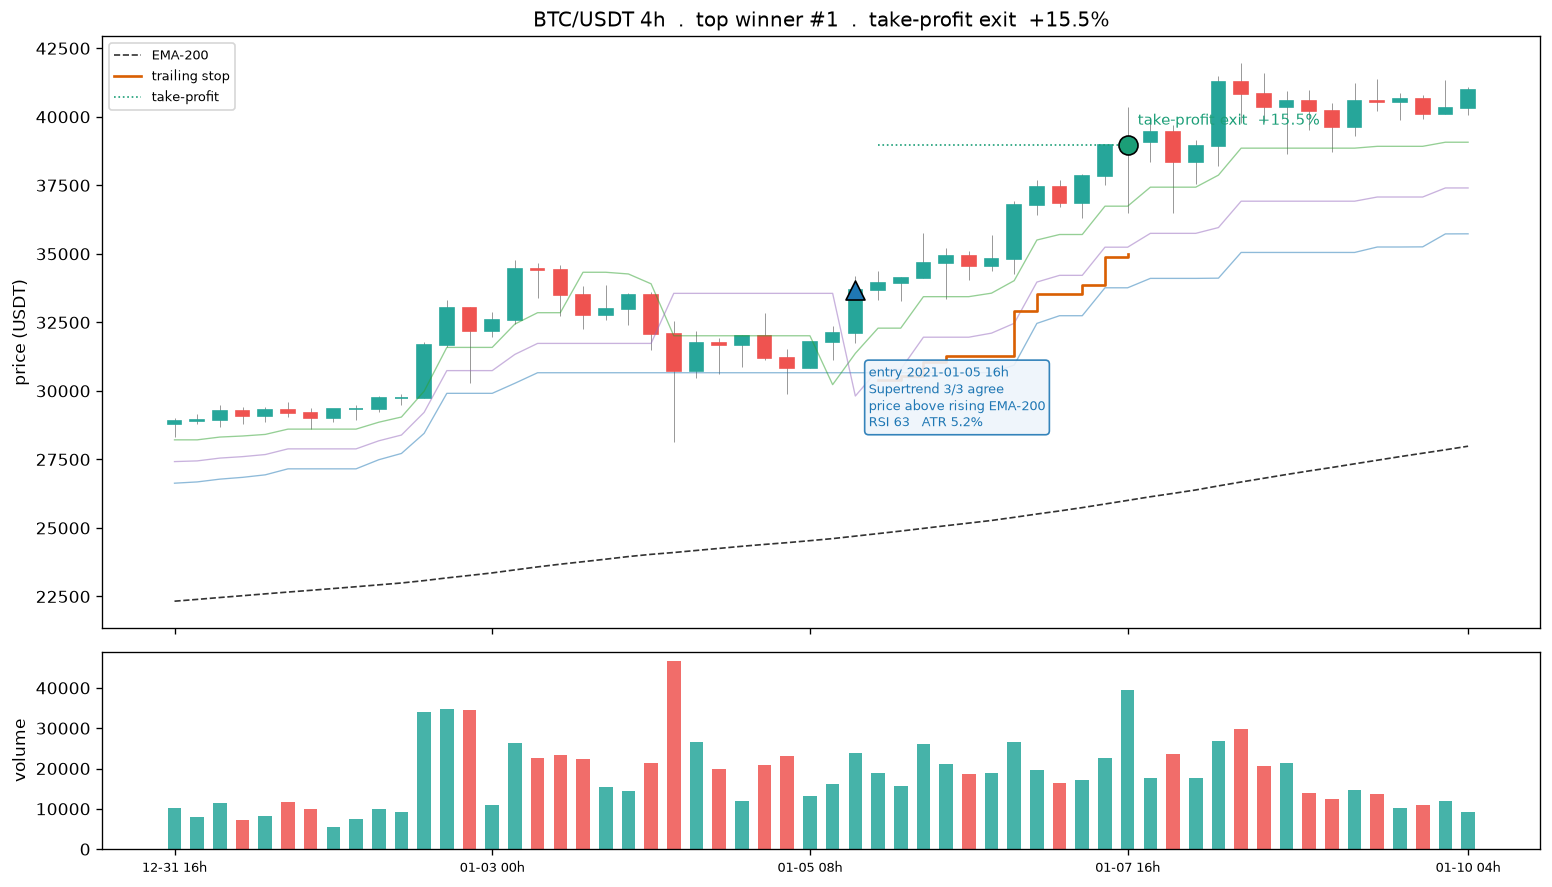 BTC/USDT 4h . top winner #1 . take-profit exit +15.5%
EMA-200
trailing stop
take-profit
price (USDT)
42500
40000
37500
35000
32500
30000
27500
25000
22500
take-profit exit +15.5%
entry 2021-01-05 16h
Supertrend 3/3 agree
price above rising EMA-200
RSI 63 ATR 5.2%
volume
40000
30000
20000
10000
0
12-31 16h
01-03 00h
01-05 08h
01-07 16h
01-10 04h